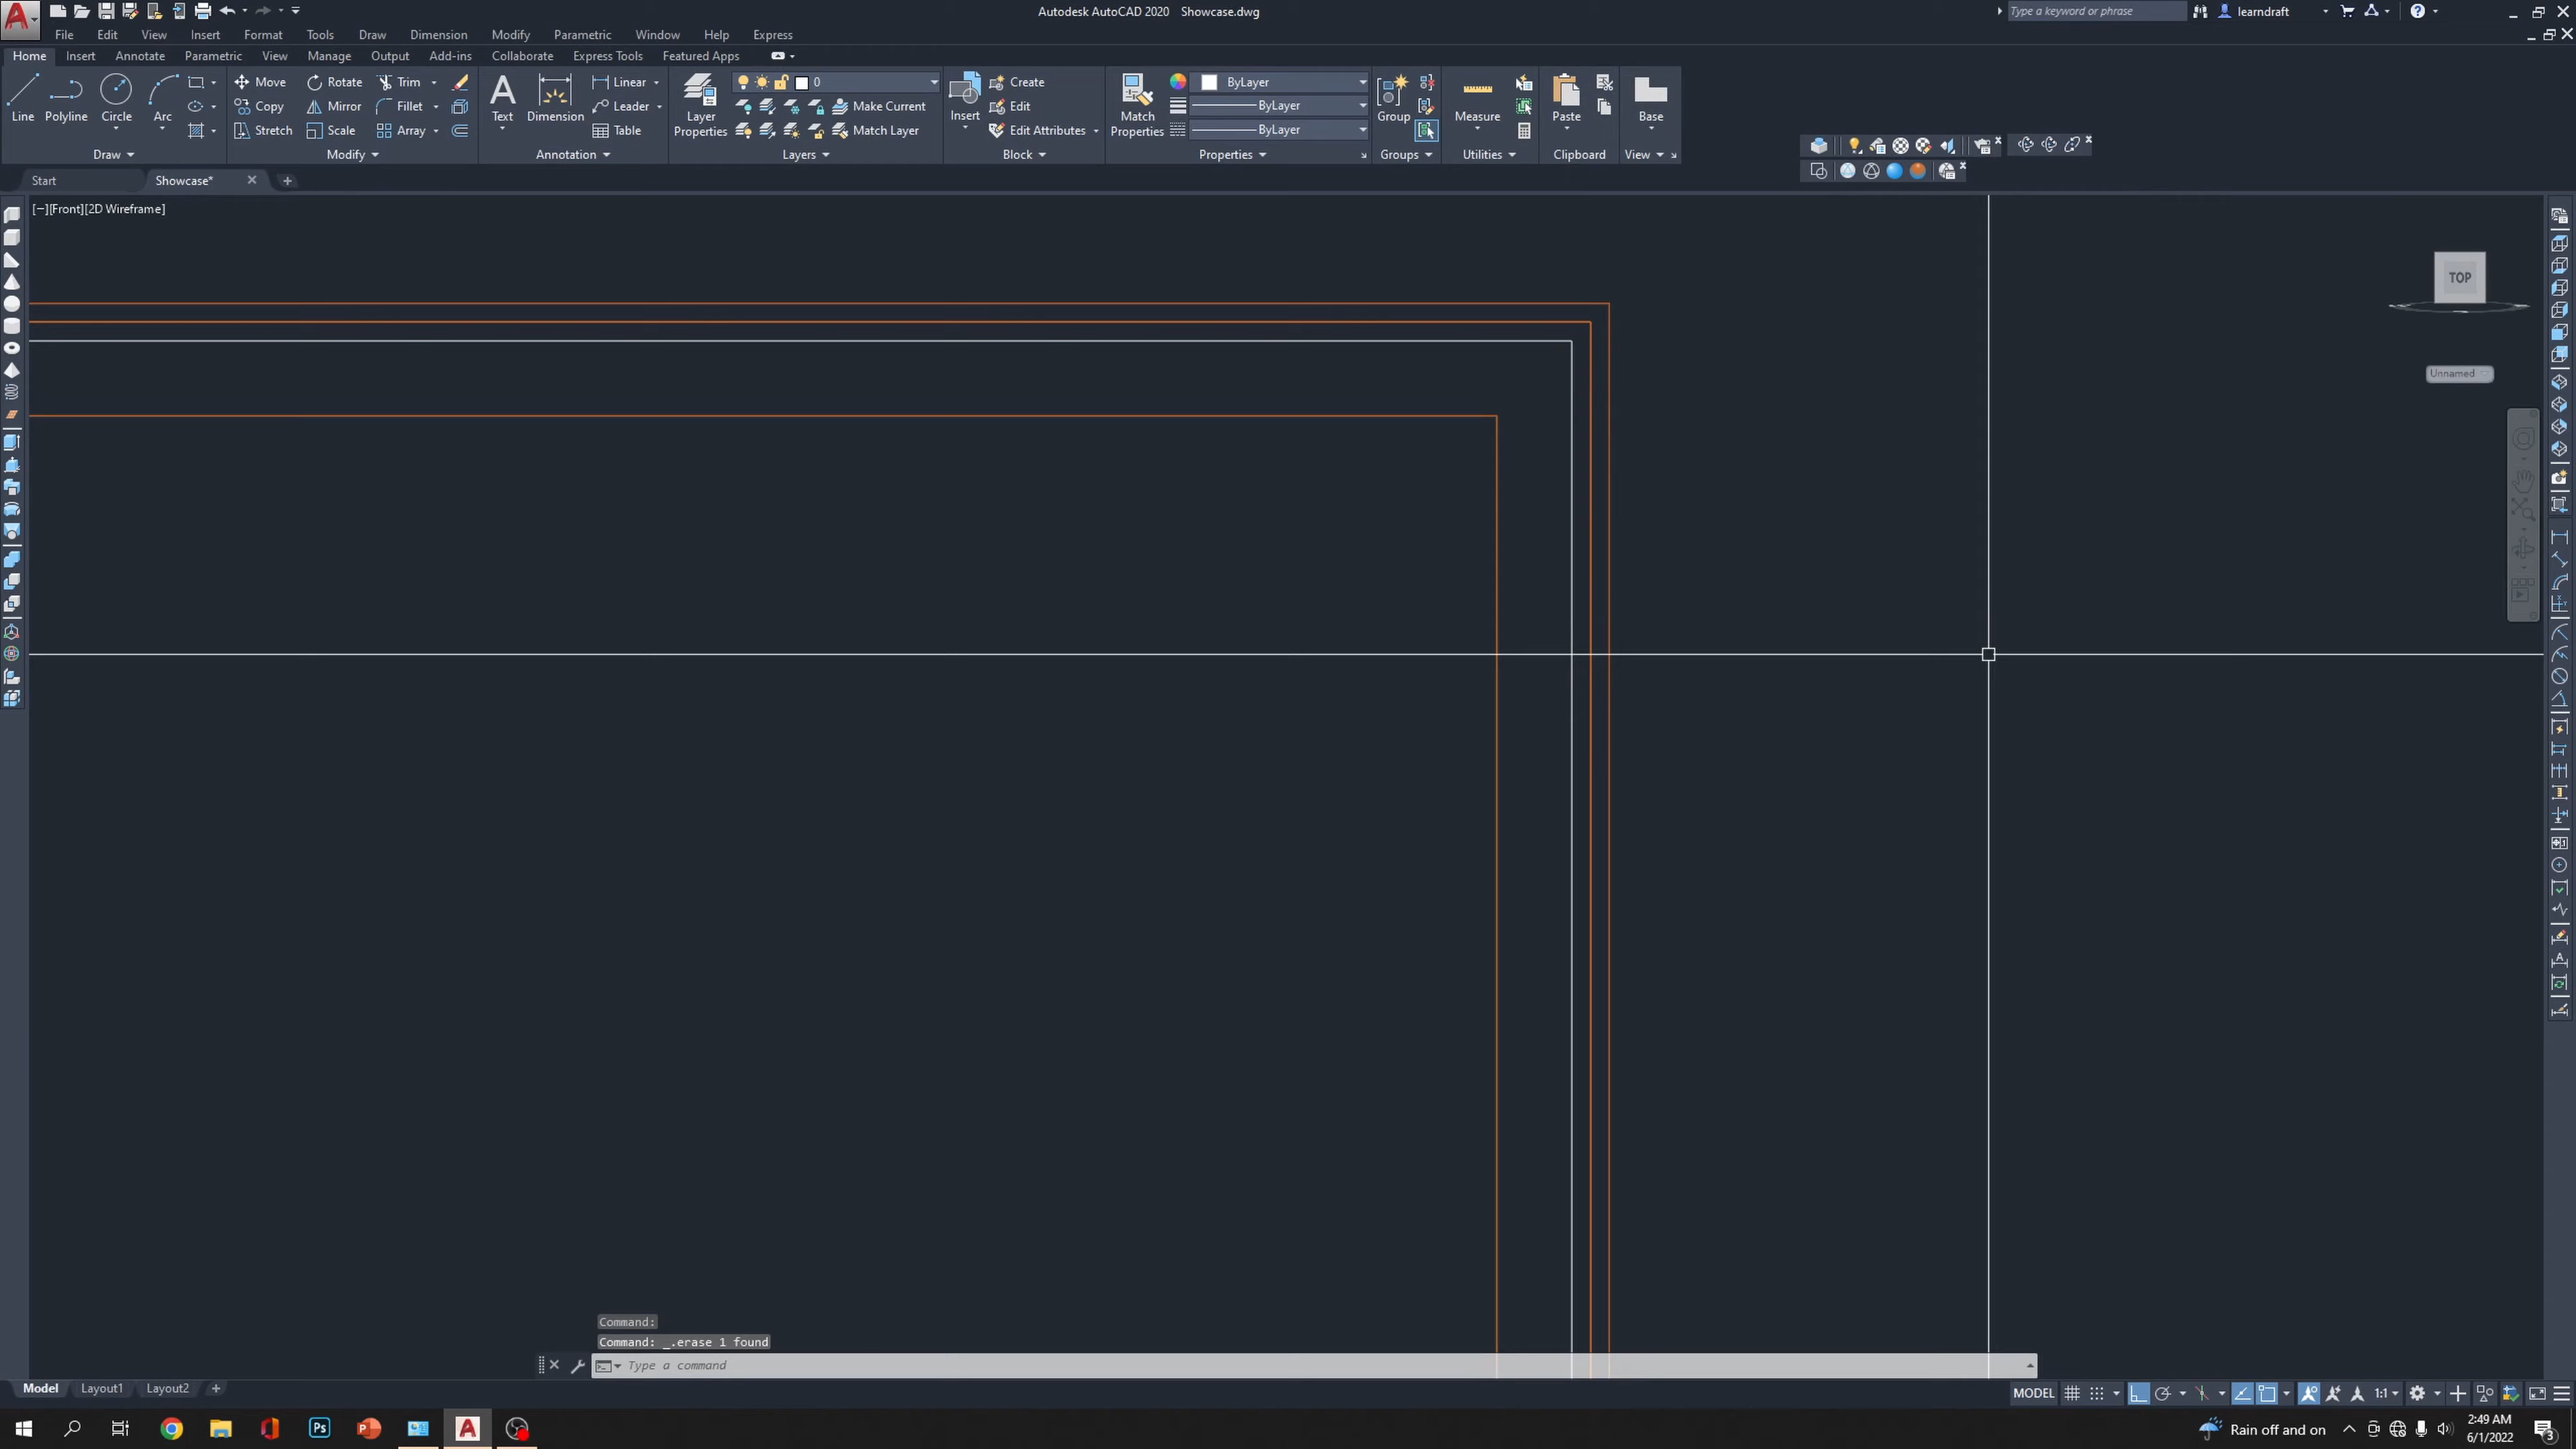 Autodesk AutoCAD 2020 Showcase.dwg
Type a keyword or phrase
learndraft
File Edit View Insert Format Tools Draw Dimension Modify Parametric Window Help Express
Home Insert Annotate Parametric View Manage Output Add-ins Collaborate Express Tools Featured Apps
Line Polyline Circle Arc
Move Rotate Trim
Copy Mirror Fillet
Stretch Scale Array
Text Dimension
Linear
Leader
Table
Layer Properties
0
Make Current
Match Layer
Insert
Create
Edit
Edit Attributes
Match Properties
ByLayer
ByLayer
ByLayer
Group
Measure
Paste
Base
Draw Modify Annotation Layers Block Properties Groups Utilities Clipboard View
Start Showcase*
[−][Front][2D Wireframe]
TOP
Unnamed
Command:
Command: _.erase 1 found
Type a command
Model Layout1 Layout2
MODEL
1:1
Ps
P
A
Rain off and on
2:49 AM
6/1/2022
3